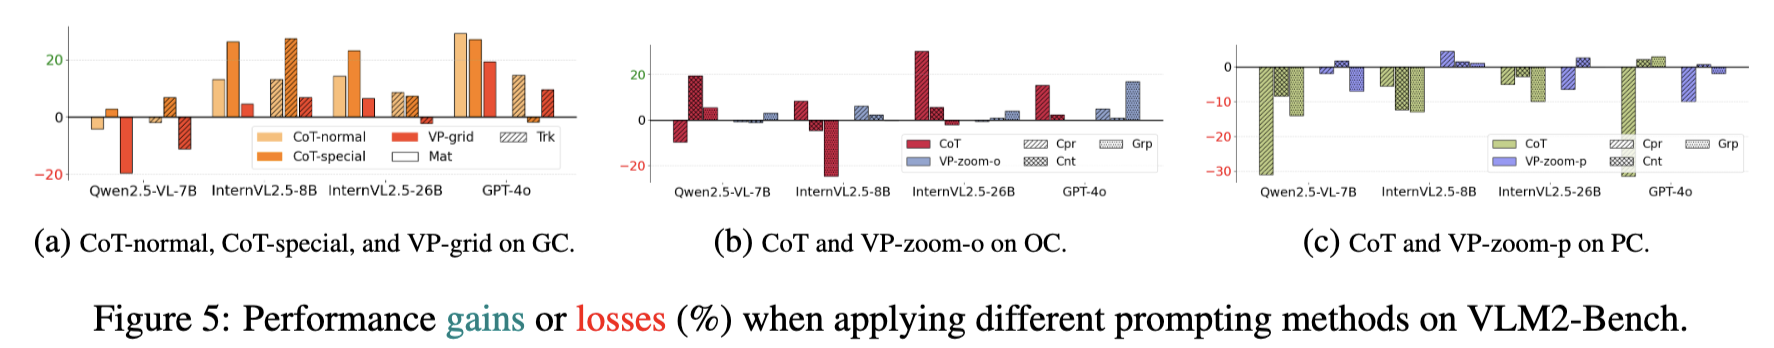 20
0
−20
CoT-normal
CoT-special
VP-grid
Mat
Trk
Qwen2.5-VL-7B InternVL2.5-8B InternVL2.5-26B GPT-4o
(a) CoT-normal, CoT-special, and VP-grid on GC.
20
0
−20
CoT
VP-zoom-o
Cpr
Cnt
Grp
Qwen2.5-VL-7B InternVL2.5-8B InternVL2.5-26B GPT-4o
(b) CoT and VP-zoom-o on OC.
0
−10
−20
−30
CoT
VP-zoom-p
Cpr
Cnt
Grp
Qwen2.5-VL-7B InternVL2.5-8B InternVL2.5-26B GPT-4o
(c) CoT and VP-zoom-p on PC.
Figure 5: Performance gains or losses (%) when applying different prompting methods on VLM2-Bench.